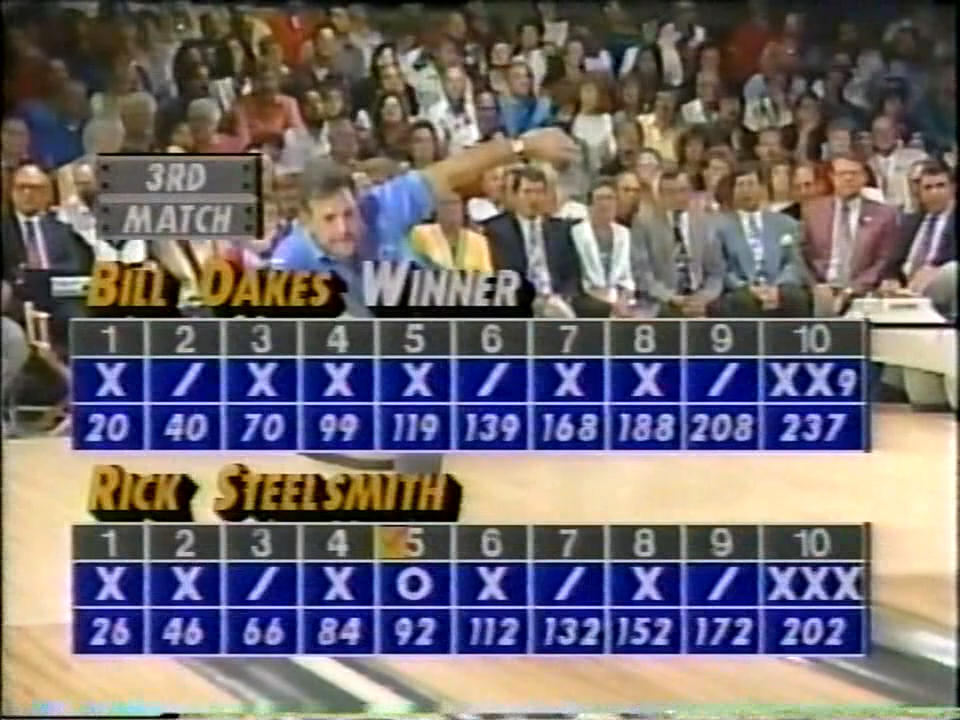 3RD
MATCH
BILL DAKES WINNER
1 2 3 4 5 6 7 8 9 10
X / X X X / X X / XX9
20 40 70 99 119 139 168 188 208 237
RICK STEELSMITH
1 2 3 4 5 6 7 8 9 10
X X / X O X / X / XXX
26 46 66 84 92 112 132 152 172 202